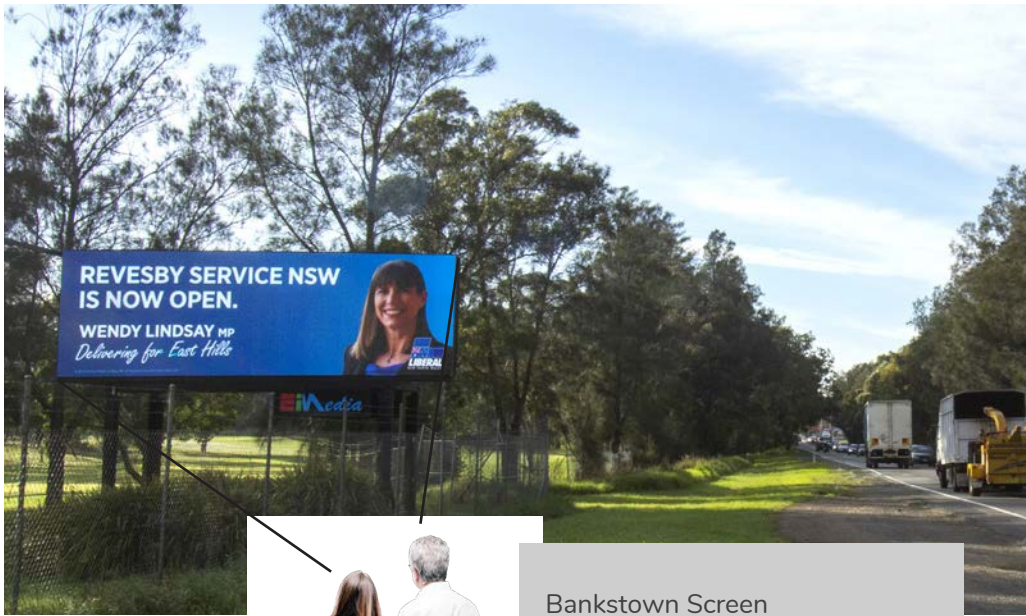 REVESBY SERVICE NSW
IS NOW OPEN.
WENDY LINDSAY MP
Delivering for East Hills
LIBERAL
EiMedia
Bankstown Screen